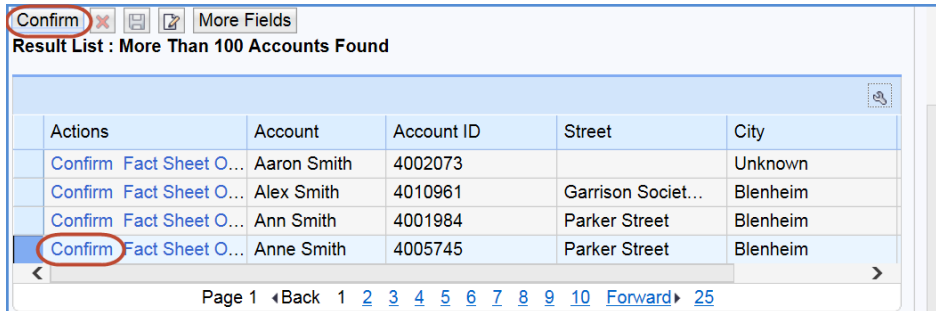 Confirm More Fields
Result List : More Than 100 Accounts Found
Actions Account Account ID Street City
Confirm Fact Sheet O... Aaron Smith 4002073 Unknown
Confirm Fact Sheet O... Alex Smith 4010961 Garrison Societ... Blenheim
Confirm Fact Sheet O... Ann Smith 4001984 Parker Street Blenheim
Confirm Fact Sheet O... Anne Smith 4005745 Parker Street Blenheim
Page 1 Back 1 2 3 4 5 6 7 8 9 10 Forward 25